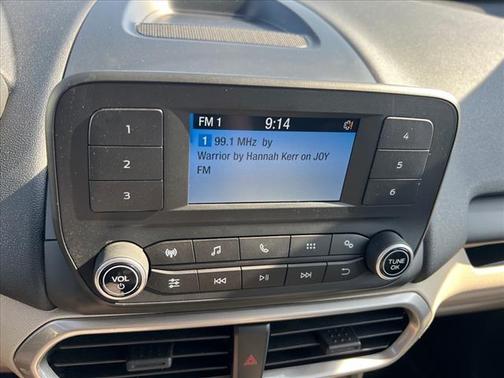 FM 1 9:14
1 99.1 MHz by
Warrior by Hannah Kerr on JOY
FM
1
2
3
4
5
6
VOL
TUNE
OK